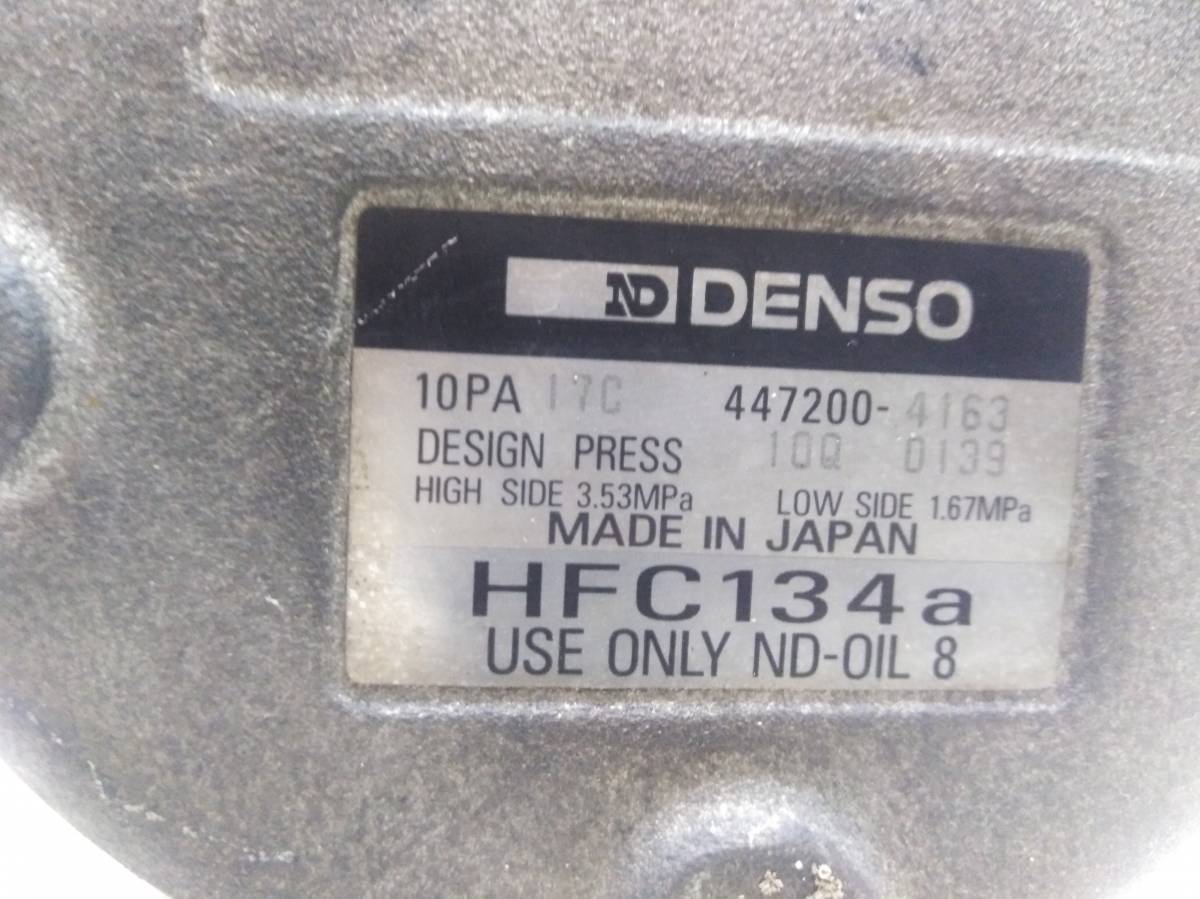 ND DENSO
10PA 17C 447200-4163
DESIGN PRESS 10Q 0139
HIGH SIDE 3.53MPa LOW SIDE 1.67MPa
MADE IN JAPAN
HFC134a
USE ONLY ND-OIL 8